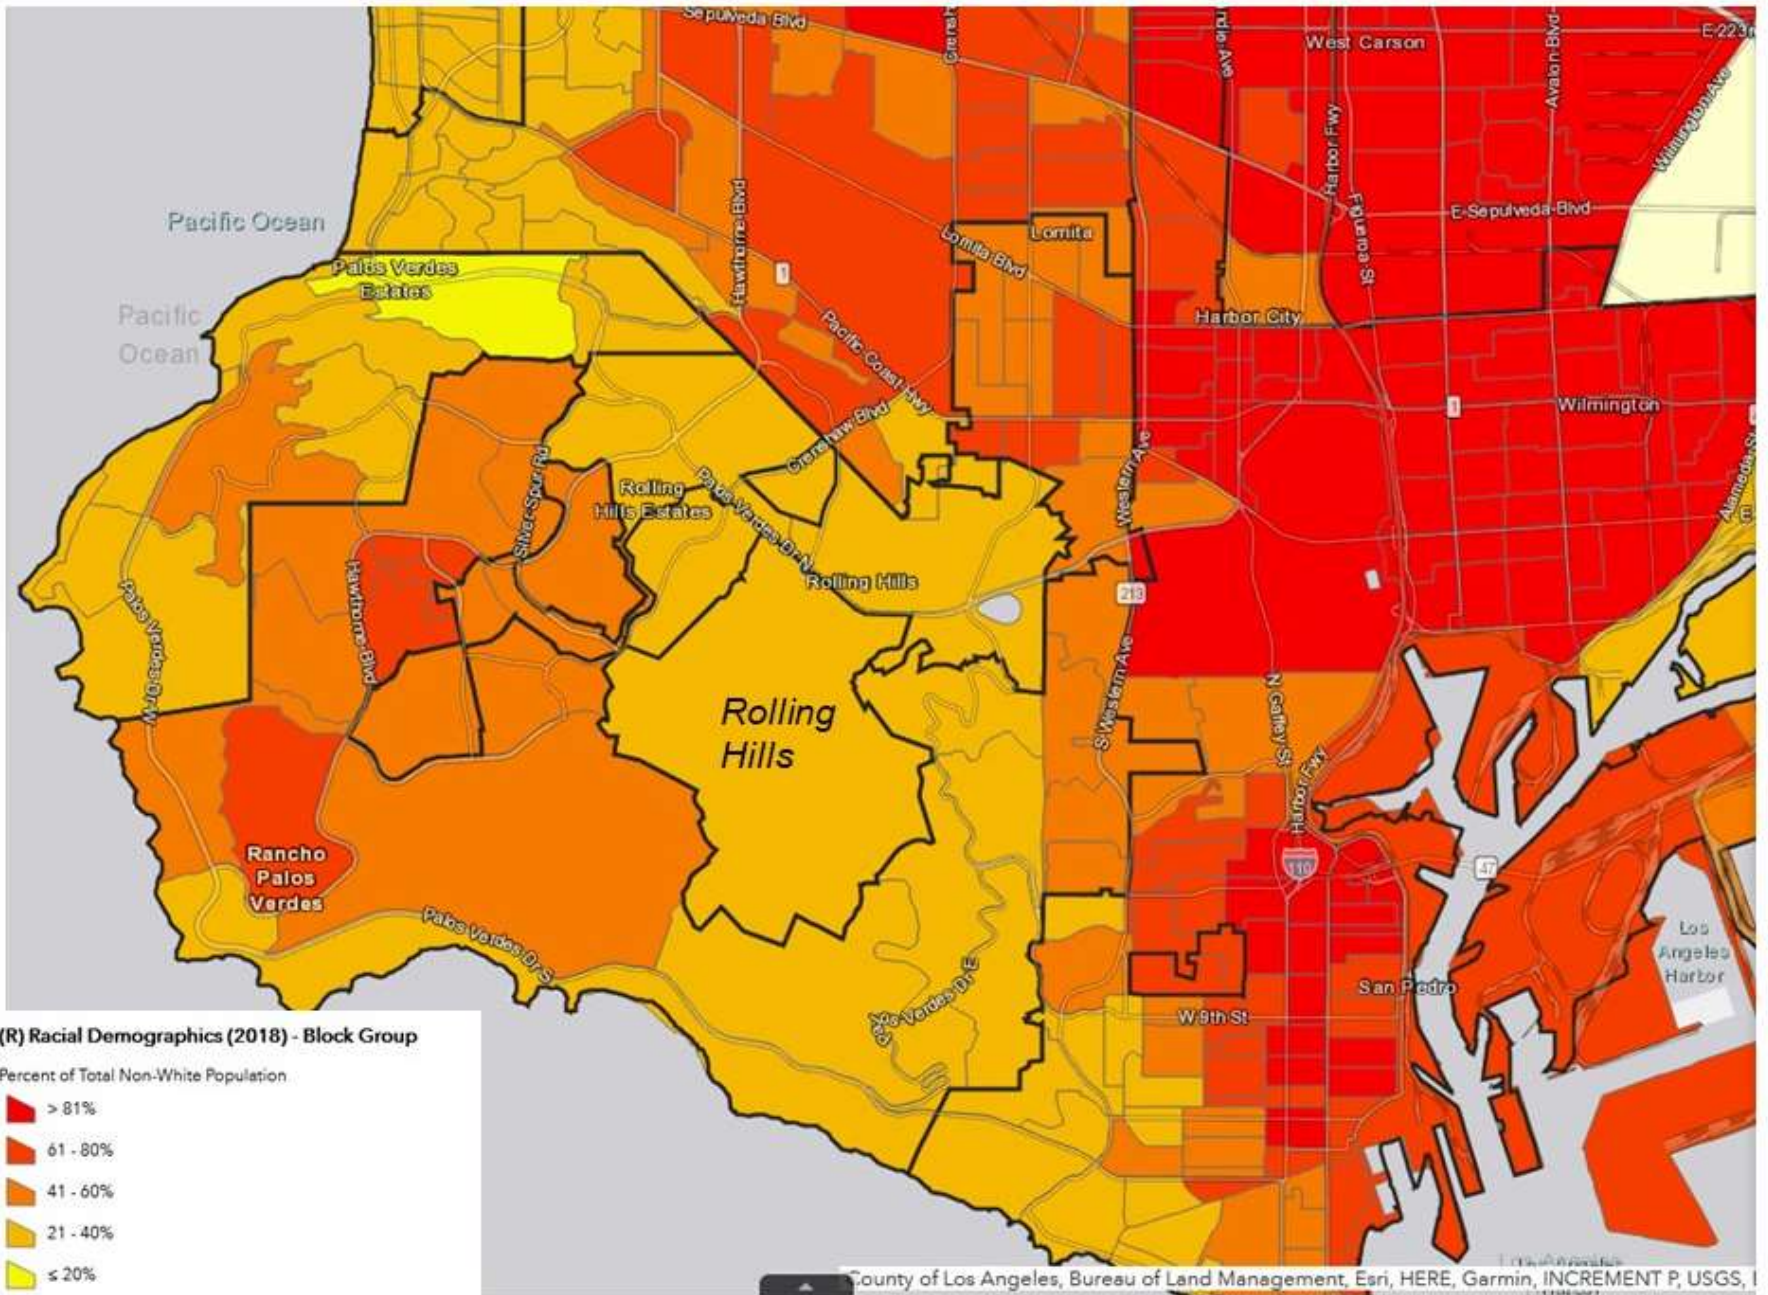 Sepulveda Blvd
West Carson
Avalon Blvd
Wilmington Ave
Harbor Fwy
Pacific Ocean
Hawthorne Blvd
Lomita
Lomita Blvd
Figueroa St
E Sepulveda Blvd
Palos Verdes
Estates
1
Pacific
Ocean
Pacific Coast Hwy
Harbor City
Crenshaw Blvd
1
Wilmington
Silver Spur Rd
Rolling
Hills Estates
Palos Verdes Dr N
Western Ave
Rolling Hills
Palos Verdes Dr W
Hawthorne Blvd
213
S Western Ave
N Gaffey St
Rolling
Hills
Harbor Fwy
Rancho
Palos
Verdes
110
47
Palos Verdes Dr S
Los
Angeles
Harbor
San Pedro
W 9th St
(R) Racial Demographics (2018) - Block Group
Percent of Total Non-White Population
> 81%
61 - 80%
41 - 60%
21 - 40%
≤ 20%
County of Los Angeles, Bureau of Land Management, Esri, HERE, Garmin, INCREMENT P, USGS,